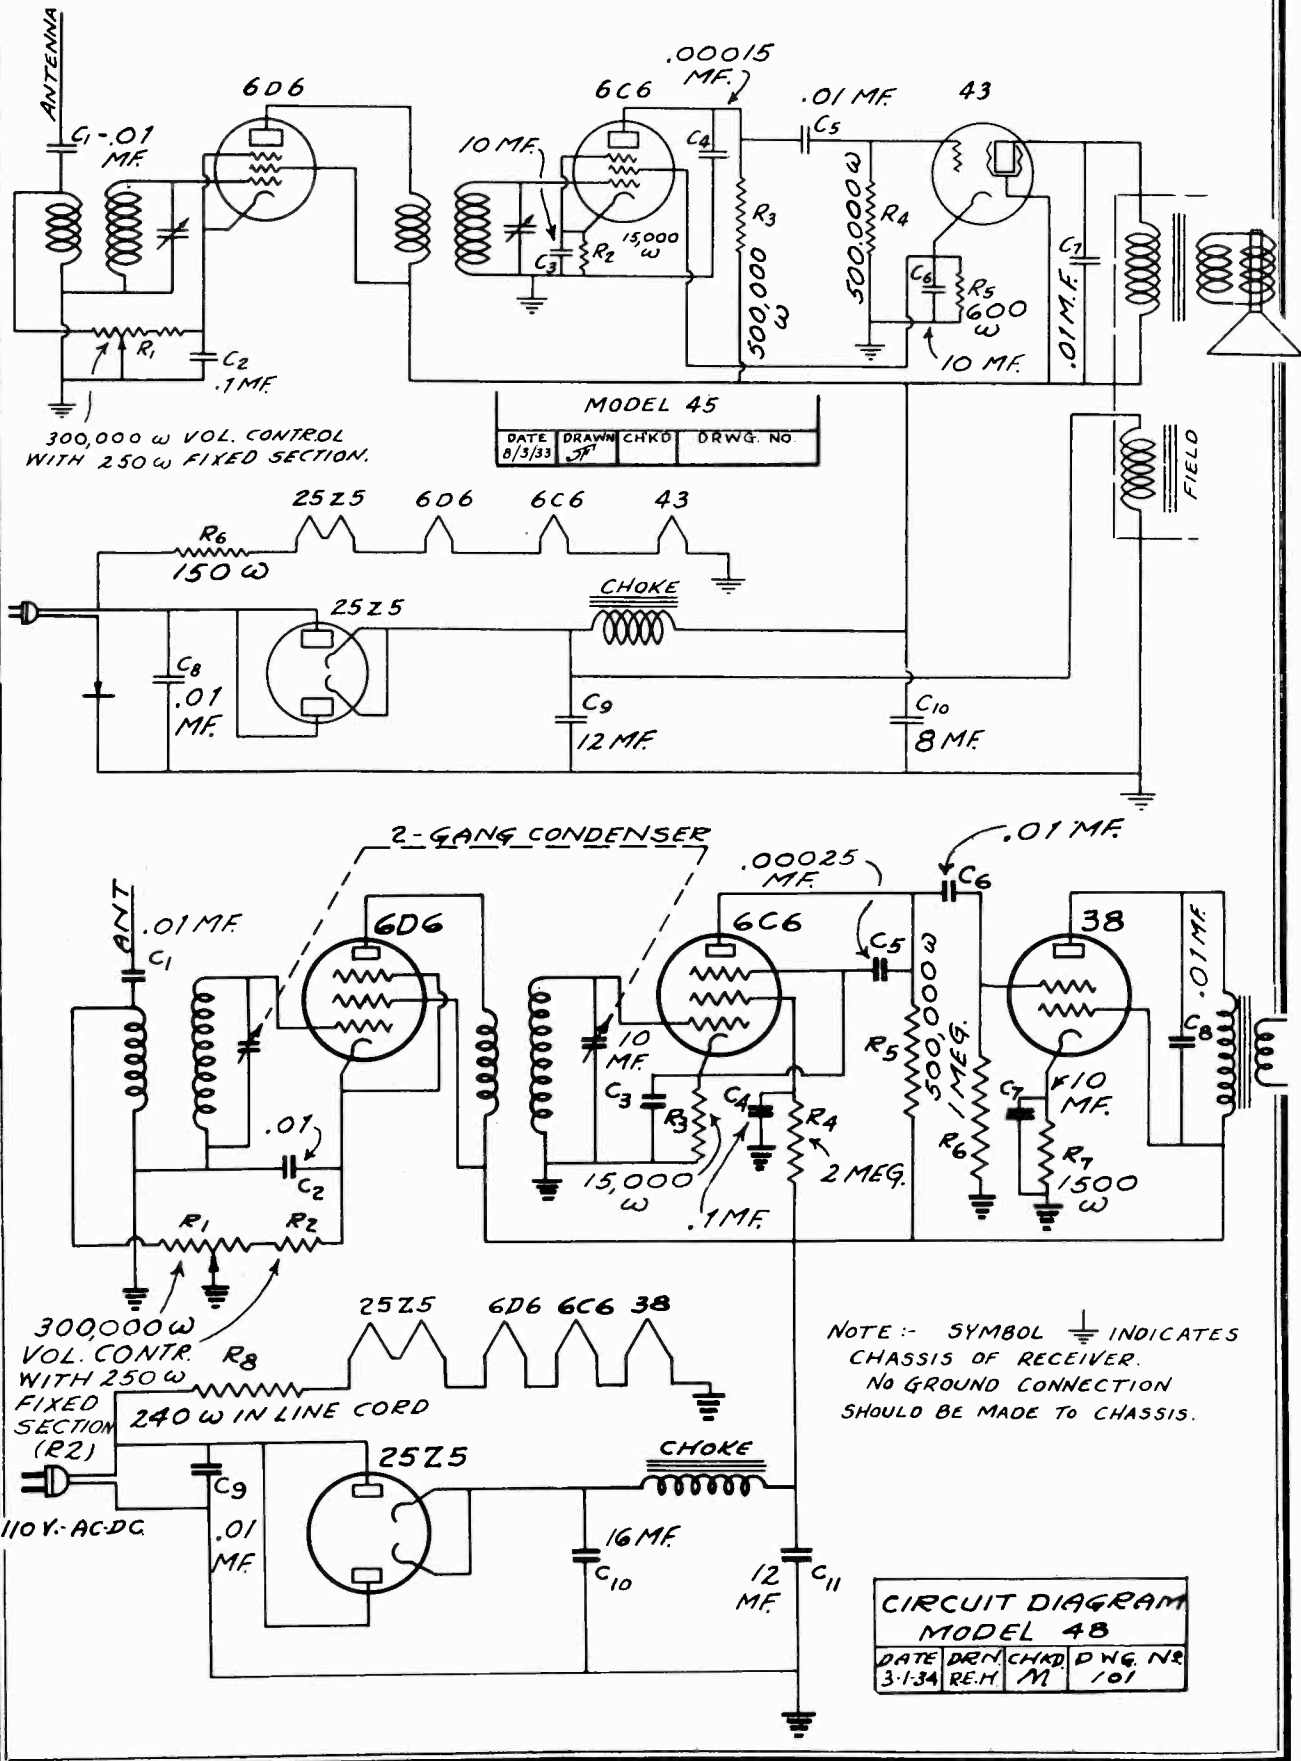 ANTENNA
C1-.01
MF.
6D6
6C6
.00015
MF.
.01 MF.
C5
43
10 MF.
C4
C3
R2
15,000
ω
R3
500,000
ω
R4
500,000 ω
C6
R5
600
ω
10 MF.
C7
.01 M.F.
R1
C2
.1 MF.
300,000 ω VOL. CONTROL
WITH 250 ω FIXED SECTION.
MODEL 45
DATE DRAWN CHKD DRWG. NO.
8/3/33 JF
FIELD
25Z5 6D6 6C6 43
R6
150 ω
CHOKE
25Z5
C8
.01
MF.
C9
12 MF.
C10
8 MF.
2-GANG CONDENSER
.01 MF.
ANT
.01 MF.
C1
6D6
.00025
MF.
6C6
C6
38
C5
.01 MF.
10
MF.
C3
R3
C4
R4
R5
500,000 ω
1 MEG.
R6
C7
10
MF.
R7
1500
ω
C8
.01
C2
15,000
ω
.1 MF.
2 MEG.
R1
R2
300,000 ω
VOL. CONTR.
WITH 250 ω
FIXED
SECTION
(R2)
R8
240 ω IN LINE CORD
25Z5 6D6 6C6 38
NOTE:- SYMBOL INDICATES
CHASSIS OF RECEIVER.
NO GROUND CONNECTION
SHOULD BE MADE TO CHASSIS.
110 V.-AC-DC.
C9
.01
MF.
25Z5
CHOKE
16 MF.
C10
12
MF.
C11
CIRCUIT DIAGRAM
MODEL 48
DATE DRN. CHKD DWG. No
3-1-34 R.E.H. M 101